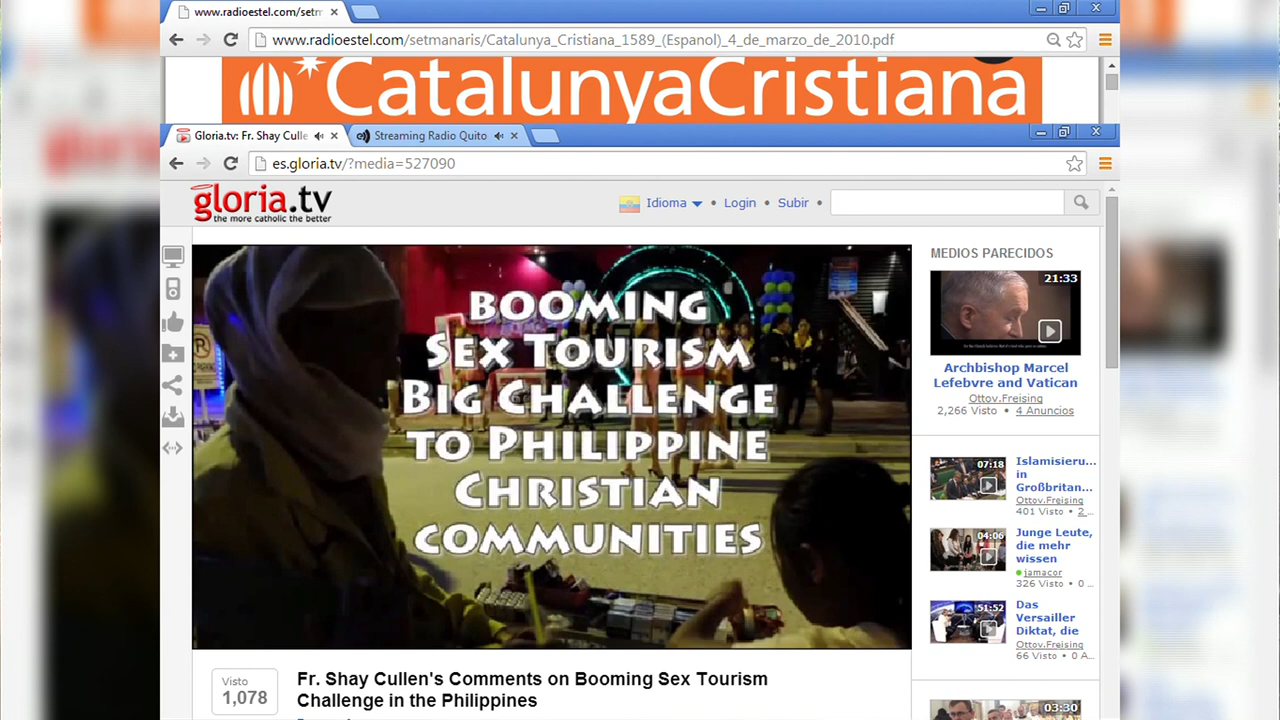 www.radioestel.com/setm
www.radioestel.com/setmanaris/Catalunya_Cristiana_1589_(Espanol)_4_de_marzo_de_2010.pdf
CatalunyaCristiana
Gloria.tv: Fr. Shay Culle
Streaming Radio Quito
es.gloria.tv/?media=527090
gloria.tv
the more catholic the better
Idioma • Login • Subir •
BOOMING
SEX TOURISM
BIG CHALLENGE
TO PHILIPPINE
CHRISTIAN
COMMUNITIES
Visto
1,078
Fr. Shay Cullen's Comments on Booming Sex Tourism
Challenge in the Philippines
MEDIOS PARECIDOS
21:33
Archbishop Marcel
Lefebvre and Vatican
Ottov.Freising
2,266 Visto • 4 Anuncios
07:18
Islamisieru...
in
Großbritan...
Ottov.Freising
401 Visto • 2 ...
04:06
Junge Leute,
die mehr
wissen
jamacor
326 Visto • 0 ...
51:52
Das
Versailler
Diktat, die
Ottov.Freising
66 Visto • 0 A...
03:30